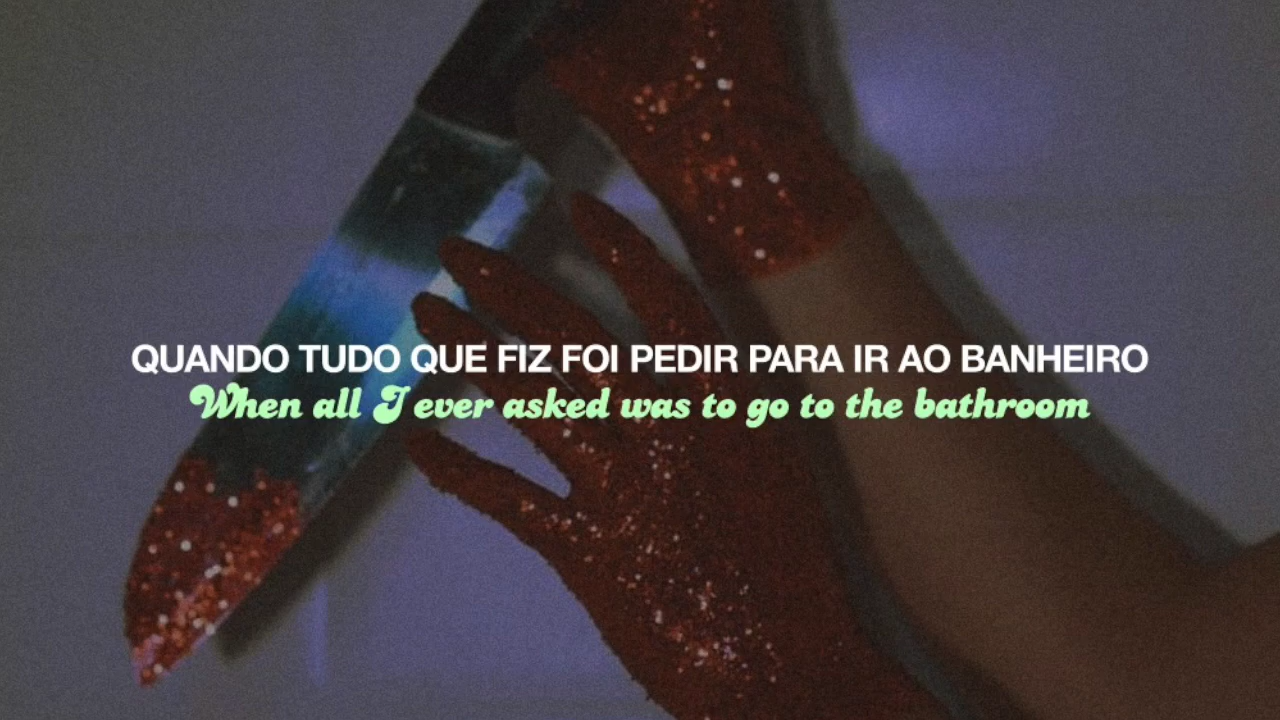 QUANDO TUDO QUE FIZ FOI PEDIR PARA IR AO BANHEIRO
When all I ever asked was to go to the bathroom